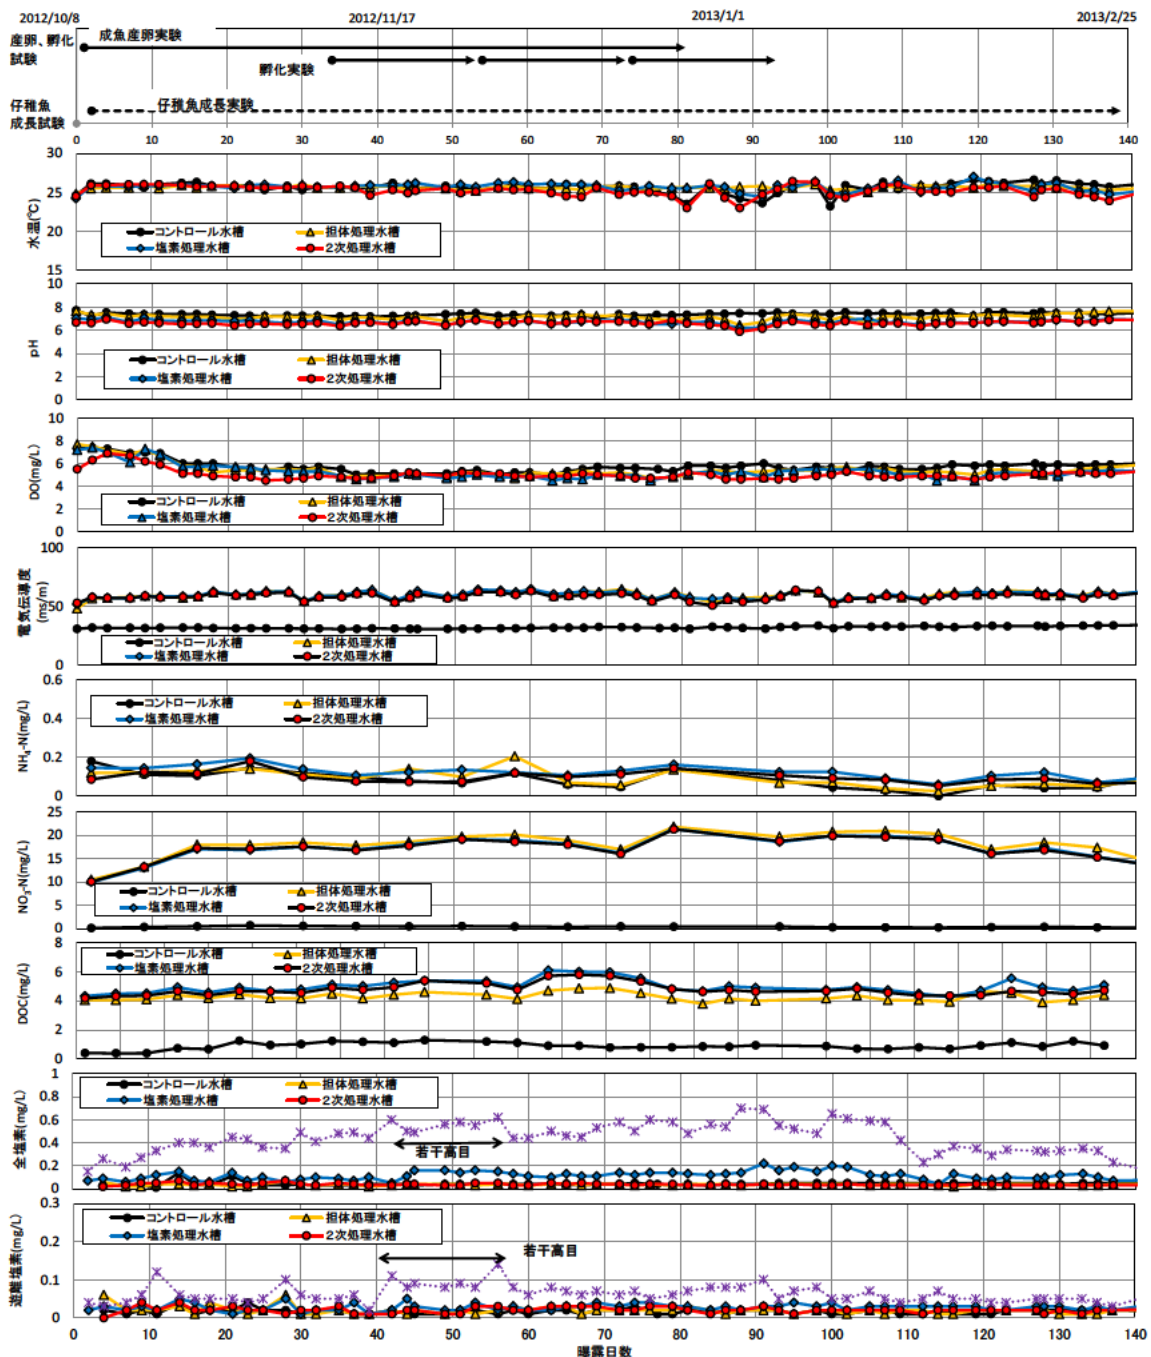 2012/10/8 2012/11/17 2013/1/1 2013/2/25
産卵、孵化 成魚産卵実験
試験
孵化実験
仔稚魚 仔稚魚成長実験
成長試験
0 10 20 30 40 50 60 70 80 90 100 110 120 130 140
水温(℃)
30
25
20
15
コントロール水槽 担体処理水槽
塩素処理水槽 2次処理水槽
pH
10
8
6
4
2
0
コントロール水槽 担体処理水槽
塩素処理水槽 2次処理水槽
DO(mg/L)
10
8
6
4
2
0
コントロール水槽 担体処理水槽
塩素処理水槽 2次処理水槽
電気伝導度
(ms/m)
100
50
0
コントロール水槽 担体処理水槽
塩素処理水槽 2次処理水槽
NH₄-N(mg/L)
0.6
0.4
0.2
0
コントロール水槽 担体処理水槽
塩素処理水槽 2次処理水槽
NO₃-N(mg/L)
25
20
15
10
5
0
コントロール水槽 担体処理水槽
塩素処理水槽 2次処理水槽
DOC(mg/L)
8
6
4
2
0
コントロール水槽 担体処理水槽
塩素処理水槽 2次処理水槽
全塩素(mg/L)
1
0.8
0.6
0.4
0.2
0
コントロール水槽 担体処理水槽
塩素処理水槽 2次処理水槽
若干高目
遊離塩素(mg/L)
0.3
0.2
0.1
0
コントロール水槽 担体処理水槽
塩素処理水槽 2次処理水槽
若干高目
0 10 20 30 40 50 60 70 80 90 100 110 120 130 140
曝露日数